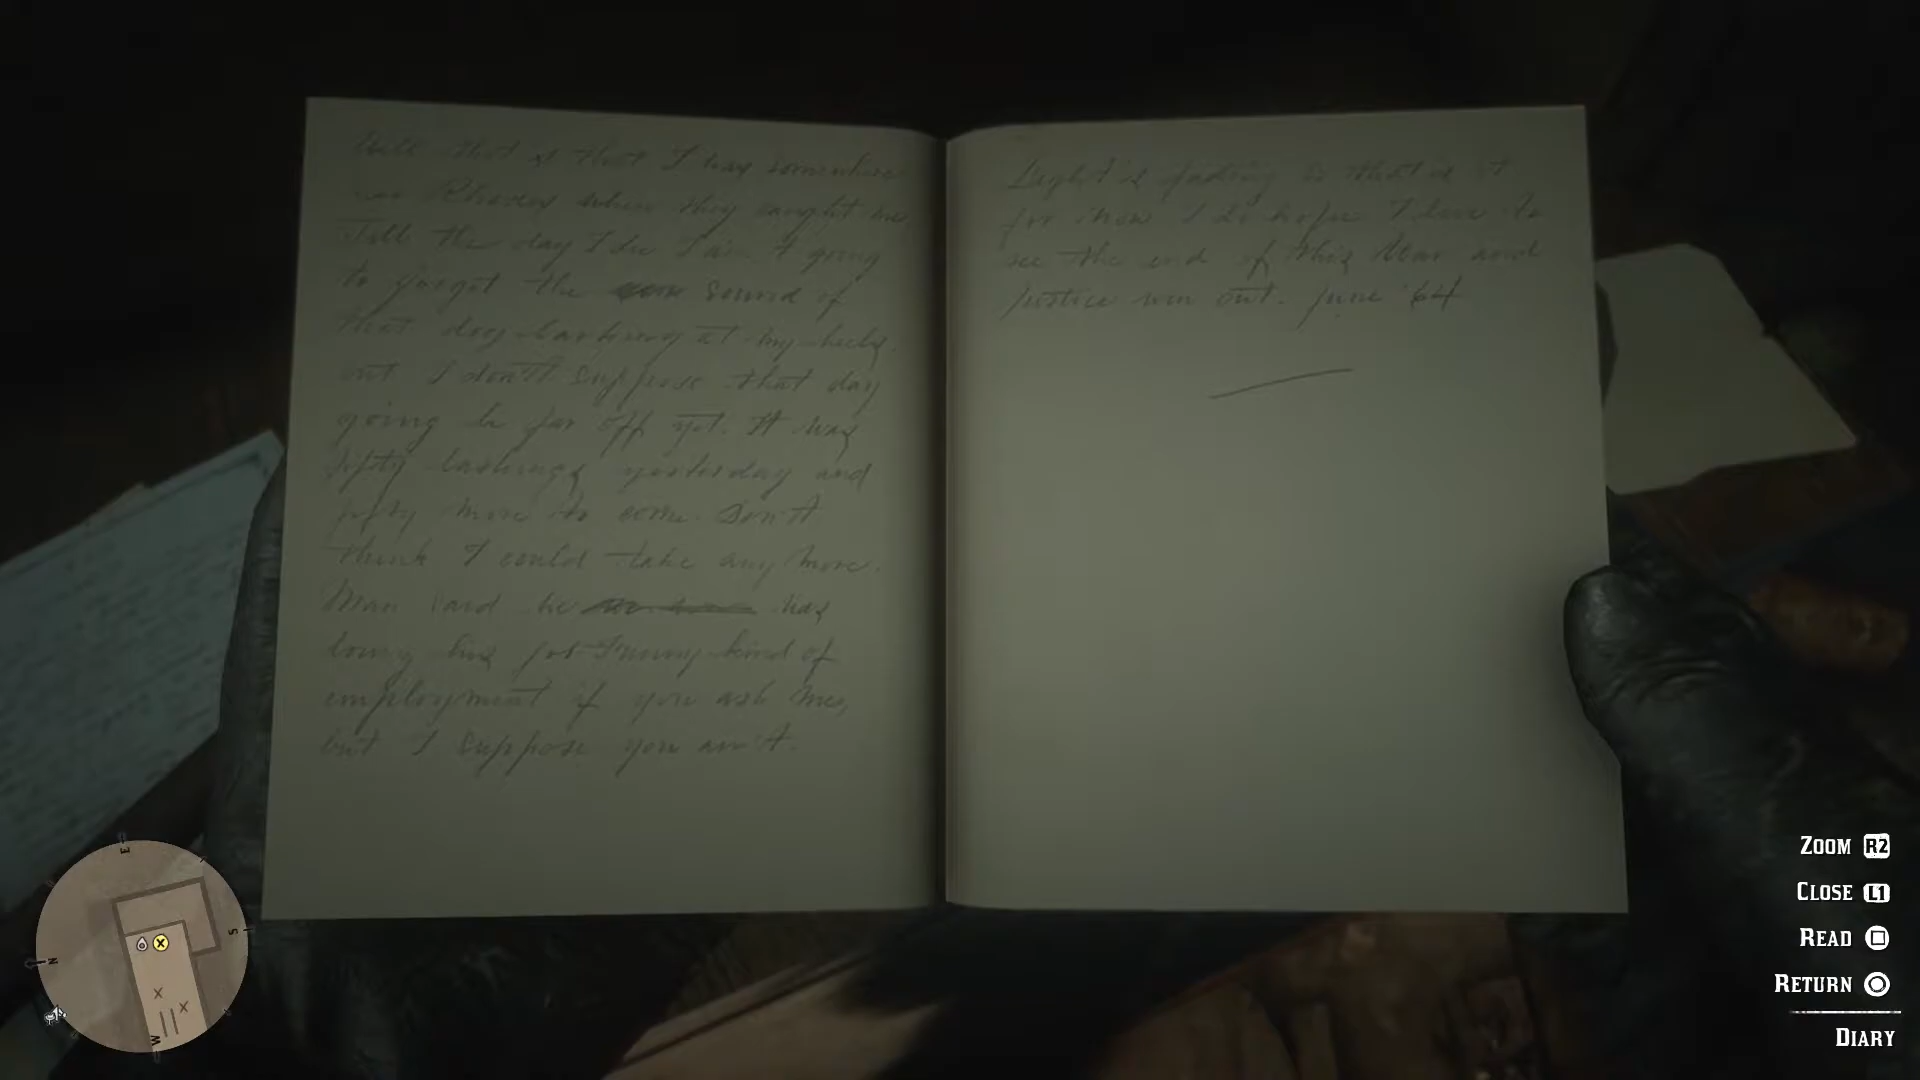 that is that I was somewhere
near Rhodes when they caught me
Till the day I die I ain't going
to forget the sound of
that dog barking at my heels.
but I don't suppose that day
going be far off yet. It was
fifty lashings yesterday and
fifty more to come. Don't
think I could take any more.
Man said he was
doing his job. Funny kind of
employment if you ask me,
but I suppose you ain't.
Light is fading so that is it
for now I do hope I live to
see the end of this War and
justice win out. June '64
ZOOM R2
CLOSE L1
READ
RETURN
DIARY
E
S
N
W